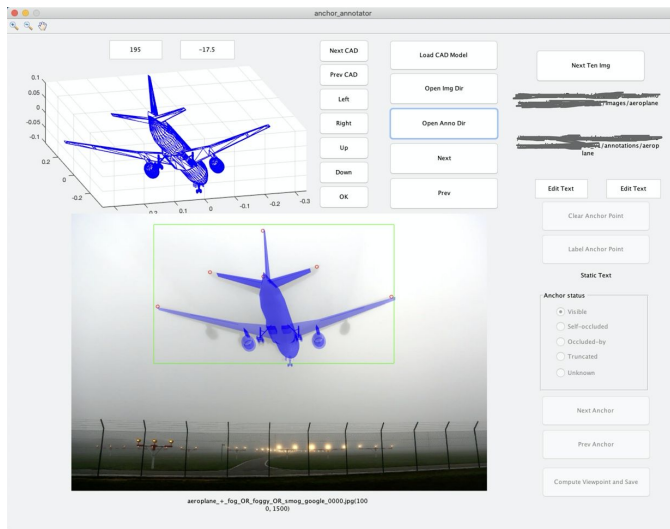 anchor_annotator
195
-17.5
Next CAD
Prev CAD
Left
Right
Up
Down
OK
Load CAD Model
Open Img Dir
Open Anno Dir
Next
Prev
Next Ten Img
/Images/aeroplane
/annotations/aerop
lane
Edit Text
Edit Text
Clear Anchor Point
Label Anchor Point
Static Text
Anchor status
Visible
Self-occluded
Occluded-by
Truncated
Unknown
Next Anchor
Prev Anchor
Compute Viewpoint and Save
0.1
0.05
0
-0.05
-0.1
0.2
0
-0.2
0.2
0.1
0
-0.1
-0.2
-0.3
aeroplane_+_fog_OR_foggy_OR_smog_google_0000.jpg(100
0, 1500)